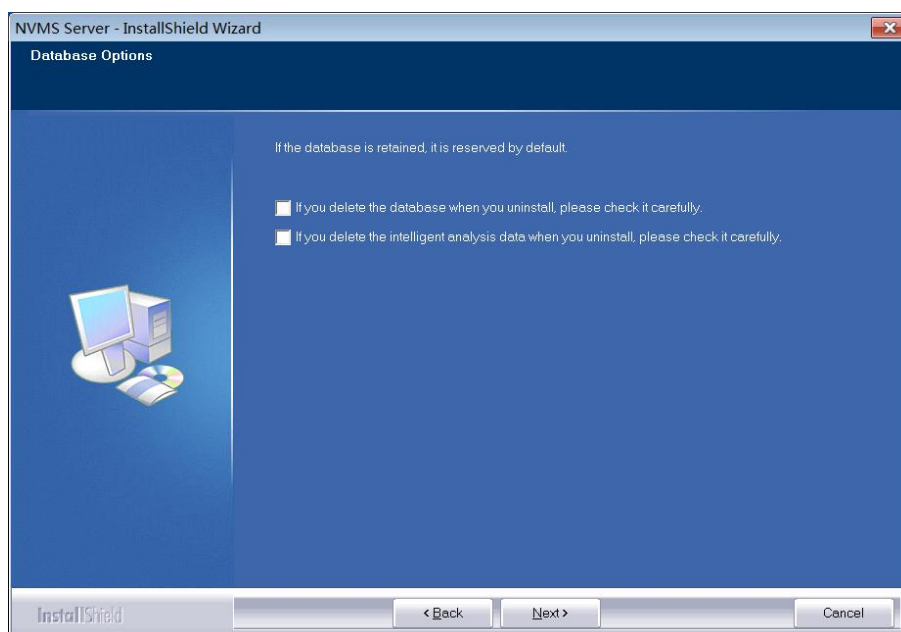 NVMS Server - InstallShield Wizard
Database Options
If the database is retained, it is reserved by default.
If you delete the database when you uninstall, please check it carefully.
If you delete the intelligent analysis data when you uninstall, please check it carefully.
InstallShield
< Back
Next >
Cancel